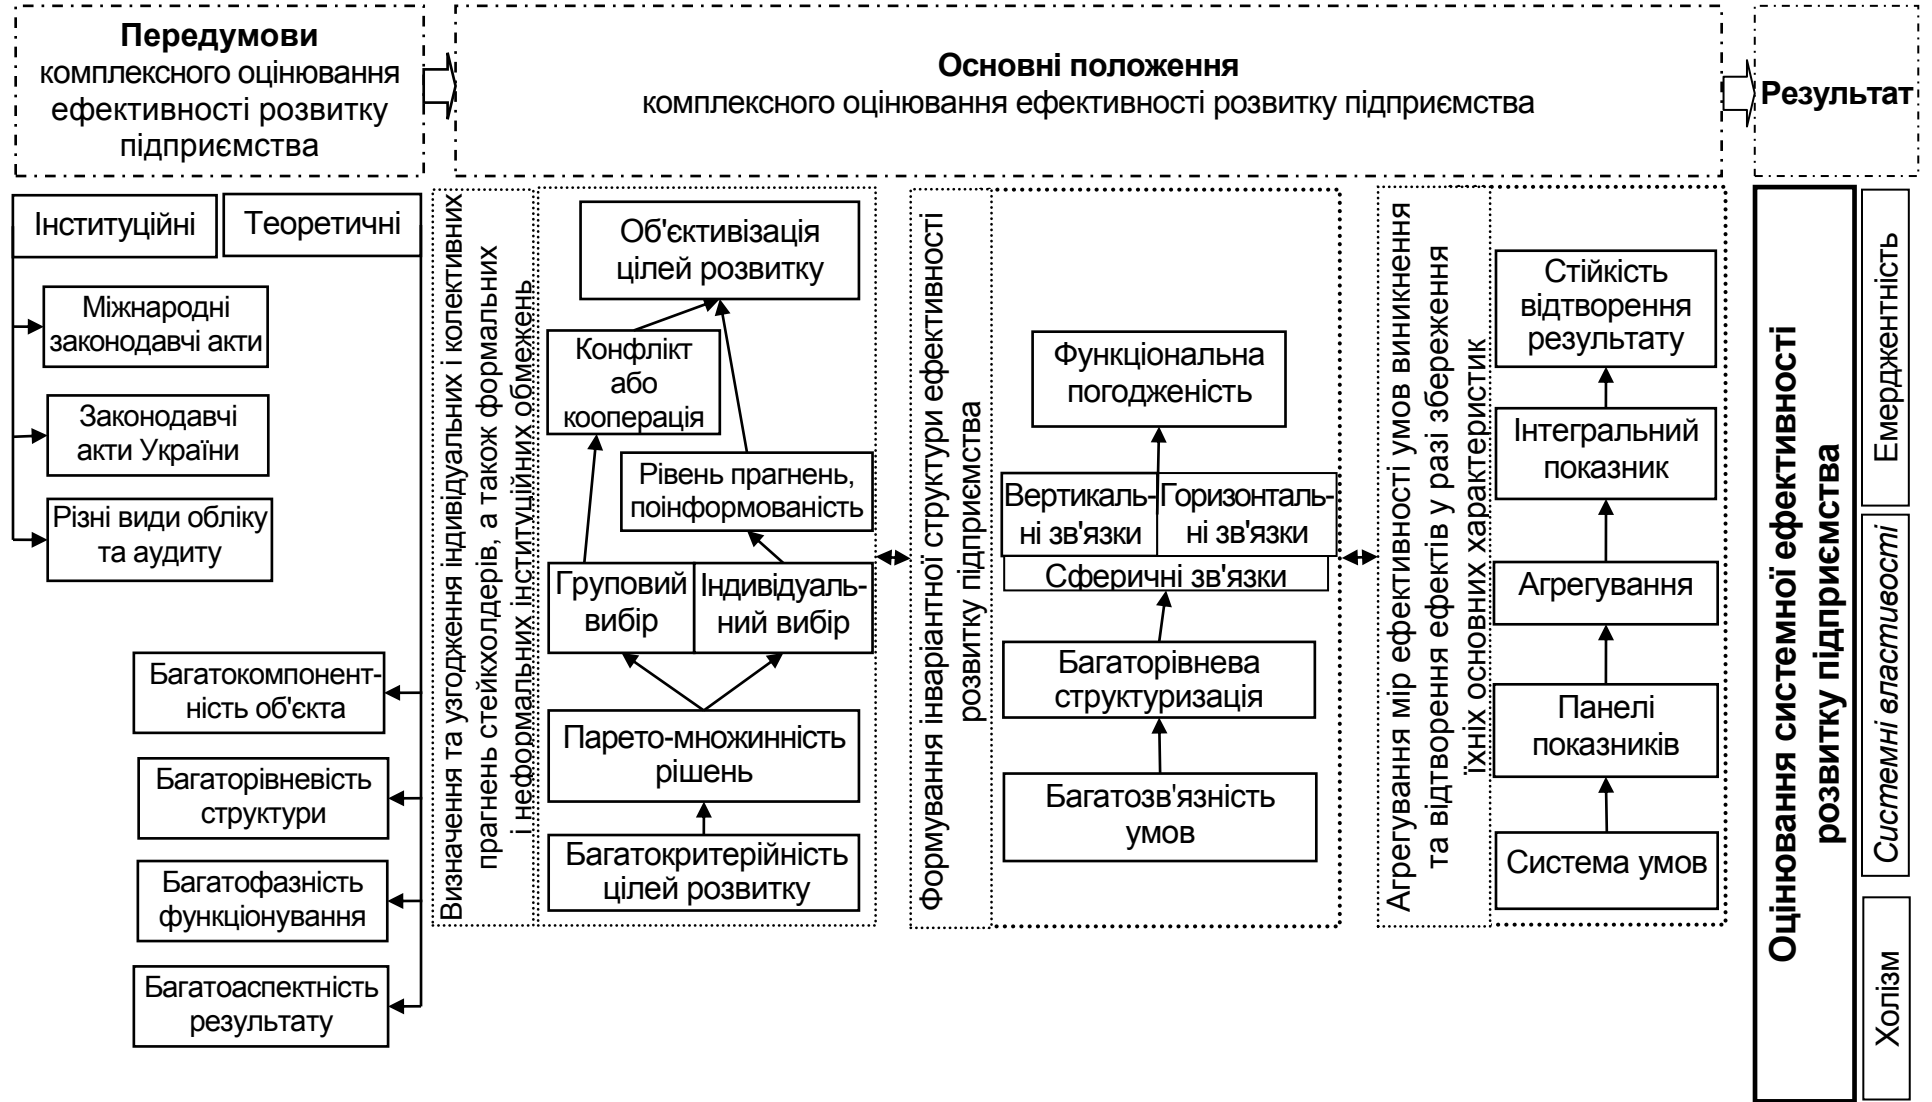 Передумови
комплексного оцінювання
ефективності розвитку
підприємства
Основні положення
комплексного оцінювання ефективності розвитку підприємства
Результат
Інституційні
Теоретичні
Міжнародні
законодавчі акти
Законодавчі
акти України
Різні види обліку
та аудиту
Багатокомпонент-
ність об'єкта
Багаторівневість
структури
Багатофазність
функціонування
Багатоаспектність
результату
Визначення та узгодження індивідуальних і колективних
прагнень стейкхолдерів, а також формальних
і неформальних інституційних обмежень
Об'єктивізація
цілей розвитку
Конфлікт
або
кооперація
Рівень прагнень,
поінформованість
Груповий
вибір
Індивідуаль-
ний вибір
Парето-множинність
рішень
Багатокритерійність
цілей розвитку
Формування інваріантної структури ефективності
розвитку підприємства
Функціональна
погодженість
Вертикаль-
ні зв'язки
Горизонталь-
ні зв'язки
Сферичні зв'язки
Багаторівнева
структуризація
Багатозв'язність
умов
Агрегування мір ефективності умов виникнення
та відтворення ефектів у разі збереження
їхніх основних характеристик
Стійкість
відтворення
результату
Інтегральний
показник
Агрегування
Панелі
показників
Система умов
Оцінювання системної ефективності
розвитку підприємства
Емерджентність
Системні властивості
Холізм